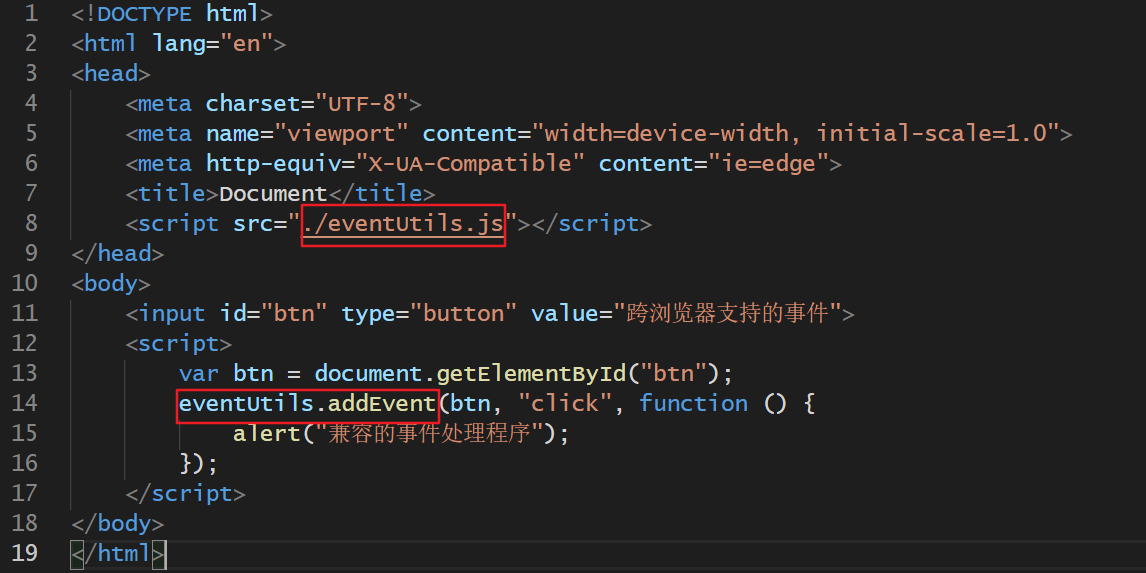 1 <!DOCTYPE html>
2 <html lang="en">
3 <head>
4     <meta charset="UTF-8">
5     <meta name="viewport" content="width=device-width, initial-scale=1.0">
6     <meta http-equiv="X-UA-Compatible" content="ie=edge">
7     <title>Document</title>
8     <script src="./eventUtils.js"></script>
9 </head>
10 <body>
11     <input id="btn" type="button" value="跨浏览器支持的事件">
12     <script>
13         var btn = document.getElementById("btn");
14         eventUtils.addEvent(btn, "click", function () {
15             alert("兼容的事件处理程序");
16         });
17     </script>
18 </body>
19 </html>